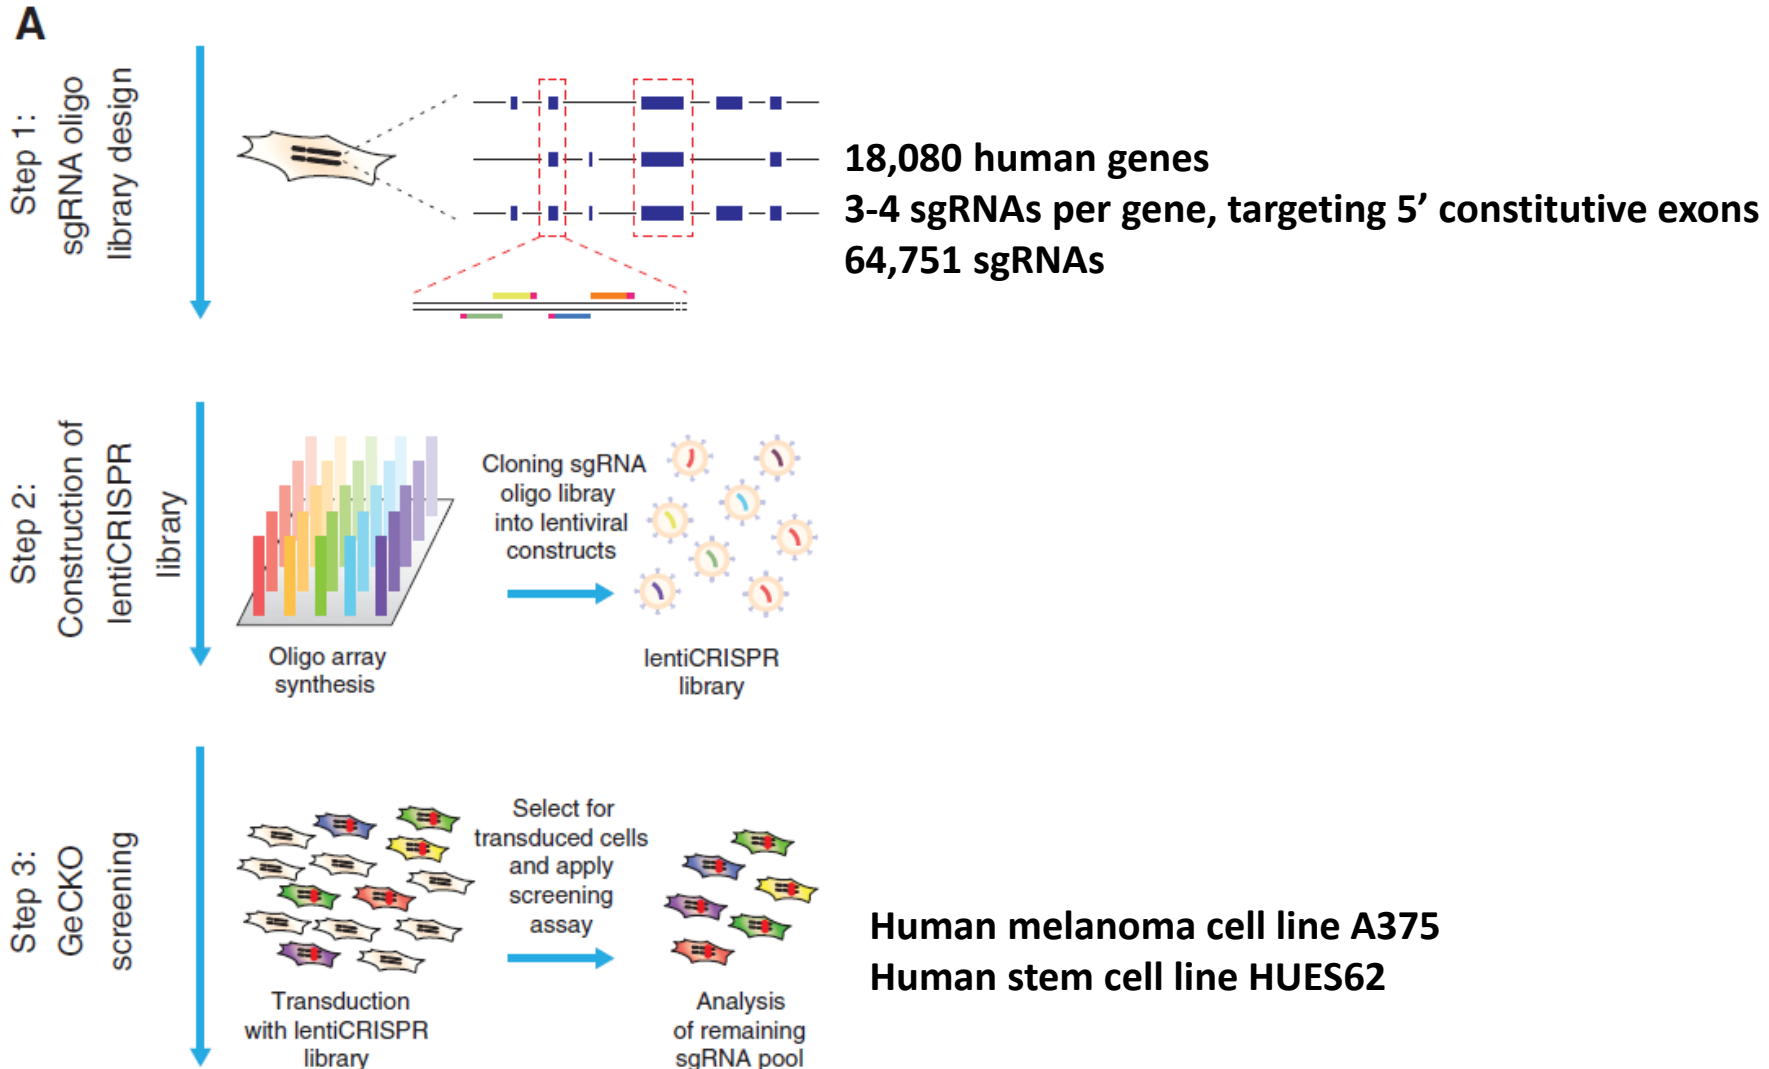 A
Step 1:
sgRNA oligo
library design
18,080 human genes
3-4 sgRNAs per gene, targeting 5’ constitutive exons
64,751 sgRNAs
Step 2:
Construction of
lentiCRISPR
library
Cloning sgRNA
oligo libray
into lentiviral
constructs
Oligo array
synthesis
lentiCRISPR
library
Step 3:
GeCKO
screening
Select for
transduced cells
and apply
screening
assay
Human melanoma cell line A375
Human stem cell line HUES62
Transduction
with lentiCRISPR
library
Analysis
of remaining
sgRNA pool